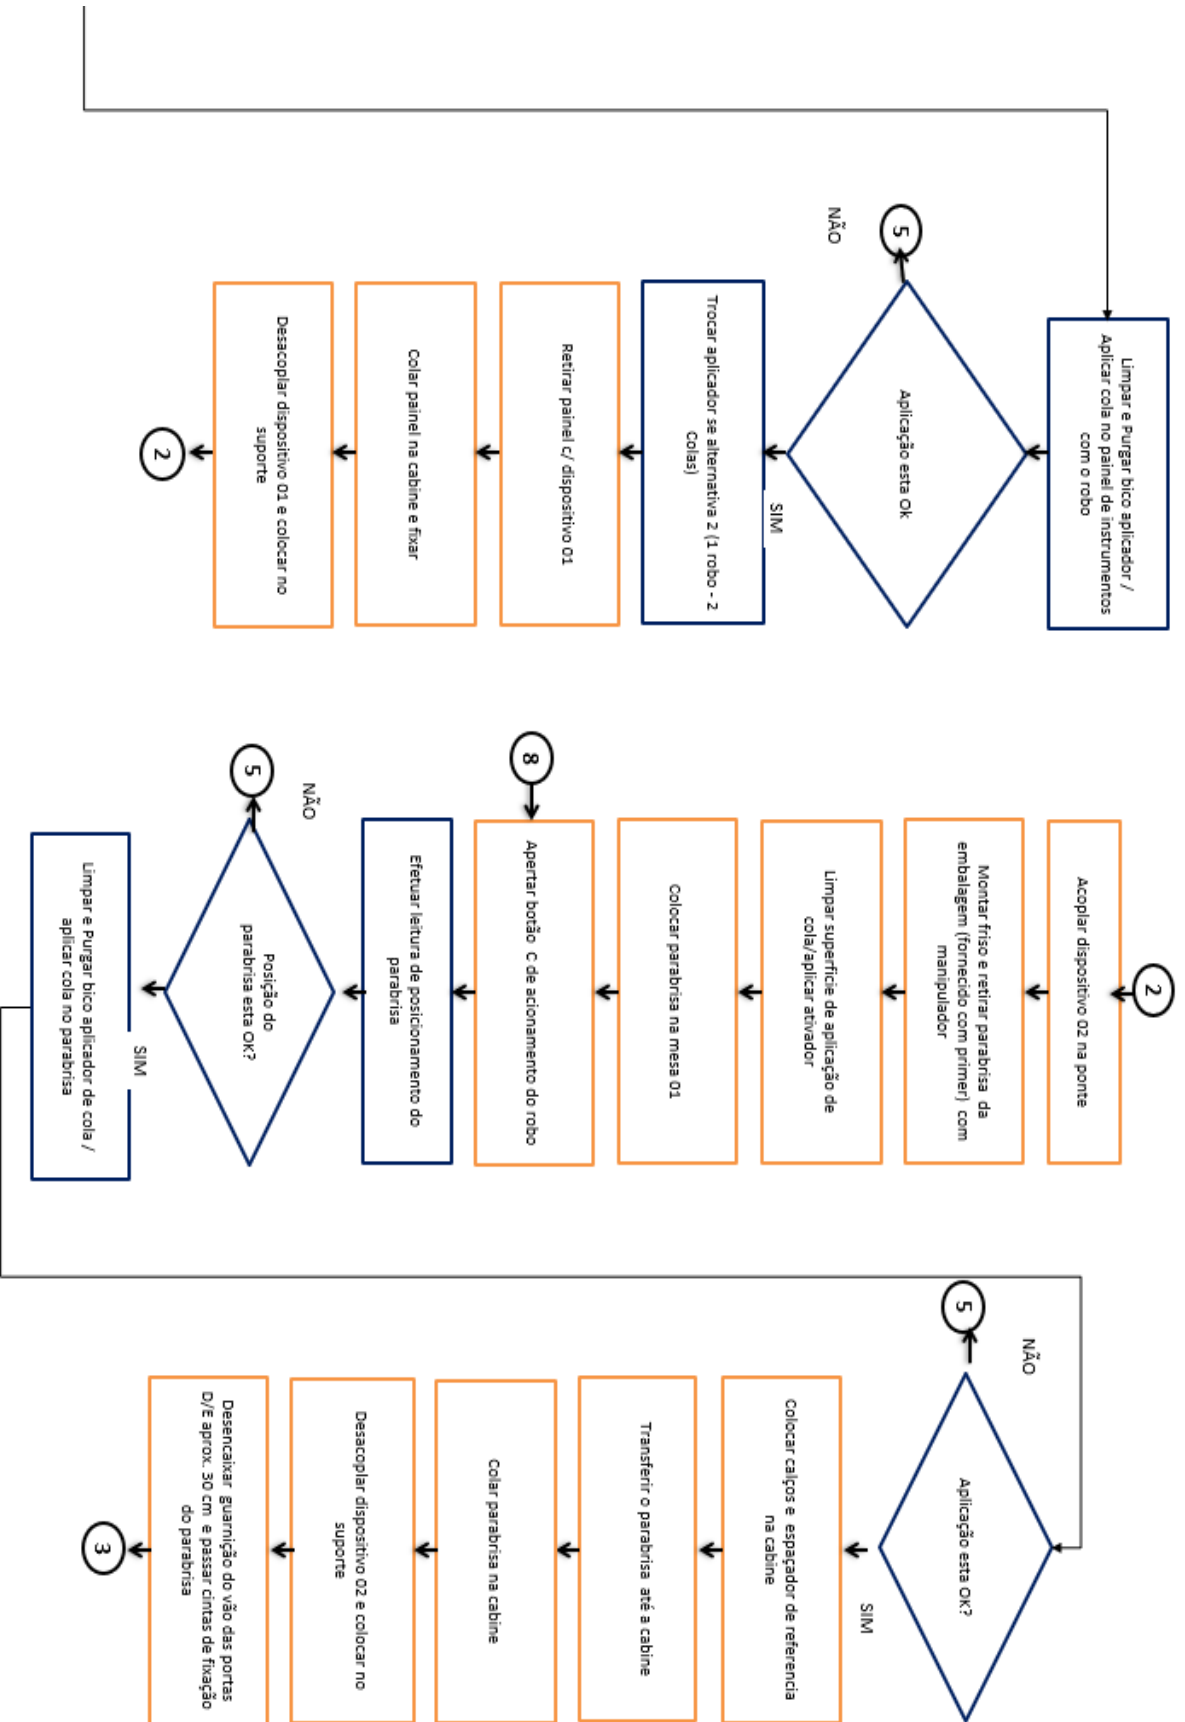 Limpar e Purgar bico aplicador /
Aplicar cola no painel de instrumentos
com o robo
Aplicação esta Ok
5
NÃO
SIM
Trocar aplicador se alternativa 2 (1 robo - 2
Colas)
Retirar painel c/ dispositivo 01
Colar painel na cabine e fixar
Desacoplar dispositivo 01 e colocar no
suporte
2
2
Acoplar dispositivo 02 na ponte
Montar friso e retirar parabrisa da
embalagem (fornecido com primer) com
manipulador
Limpar superfície de aplicação de
cola/aplicar ativador
Colocar parabrisa na mesa 01
8
Apertar botão C de acionamento do robo
Efetuar leitura de posicionamento do
parabrisa
NÃO
5
Posição do
parabrisa esta OK?
SIM
Limpar e Purgar bico aplicador de cola /
aplicar cola no parabrisa
NÃO
5
Aplicação esta OK?
SIM
Colocar calços e espaçador de referencia
na cabine
Transferir o parabrisa até a cabine
Colar parabrisa na cabine
Desacoplar dispositivo 02 e colocar no
suporte
Desencaixar guarnição do vão das portas
D/E aprox. 30 cm e passar cintas de fixação
do parabrisa
3